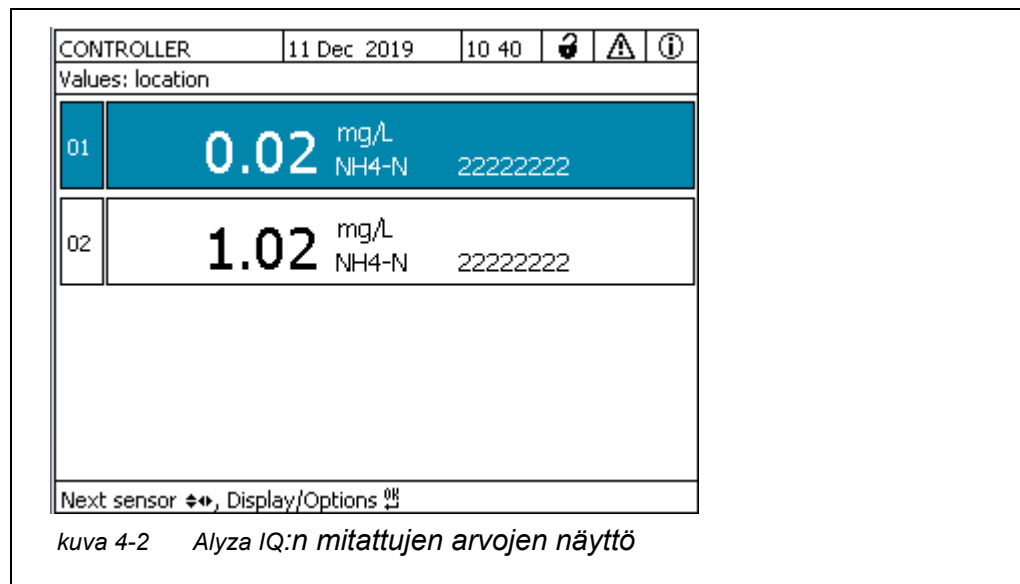 CONTROLLER 11 Dec 2019 10 40
Values: location
01 0.02 mg/L NH4-N 22222222
02 1.02 mg/L NH4-N 22222222
Next sensor, Display/Options OK
kuva 4-2 Alyza IQ:n mitattujen arvojen näyttö